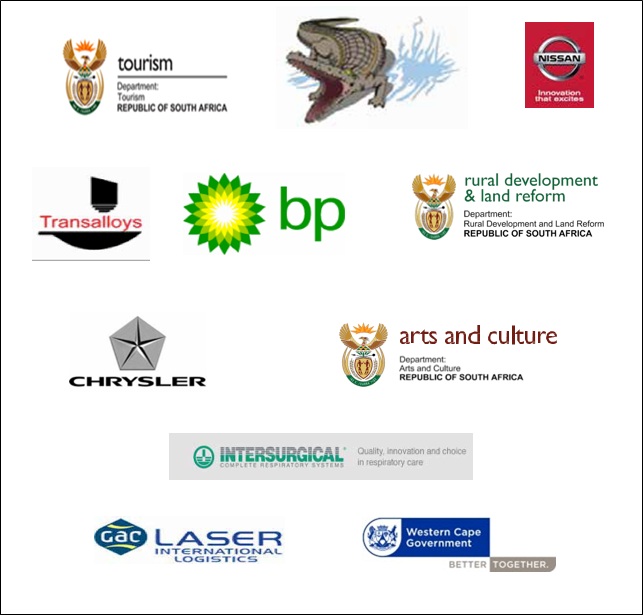 tourism
Department:
Tourism
REPUBLIC OF SOUTH AFRICA
NISSAN
Innovation
that excites
Transalloys
bp
rural development
& land reform
Department:
Rural Development and Land Reform
REPUBLIC OF SOUTH AFRICA
CHRYSLER
arts and culture
Department:
Arts and Culture
REPUBLIC OF SOUTH AFRICA
INTERSURGICAL®
COMPLETE RESPIRATORY SYSTEMS
Quality, innovation and choice
in respiratory care
GAC
LASER
INTERNATIONAL
LOGISTICS
Western Cape
Government
BETTER TOGETHER.